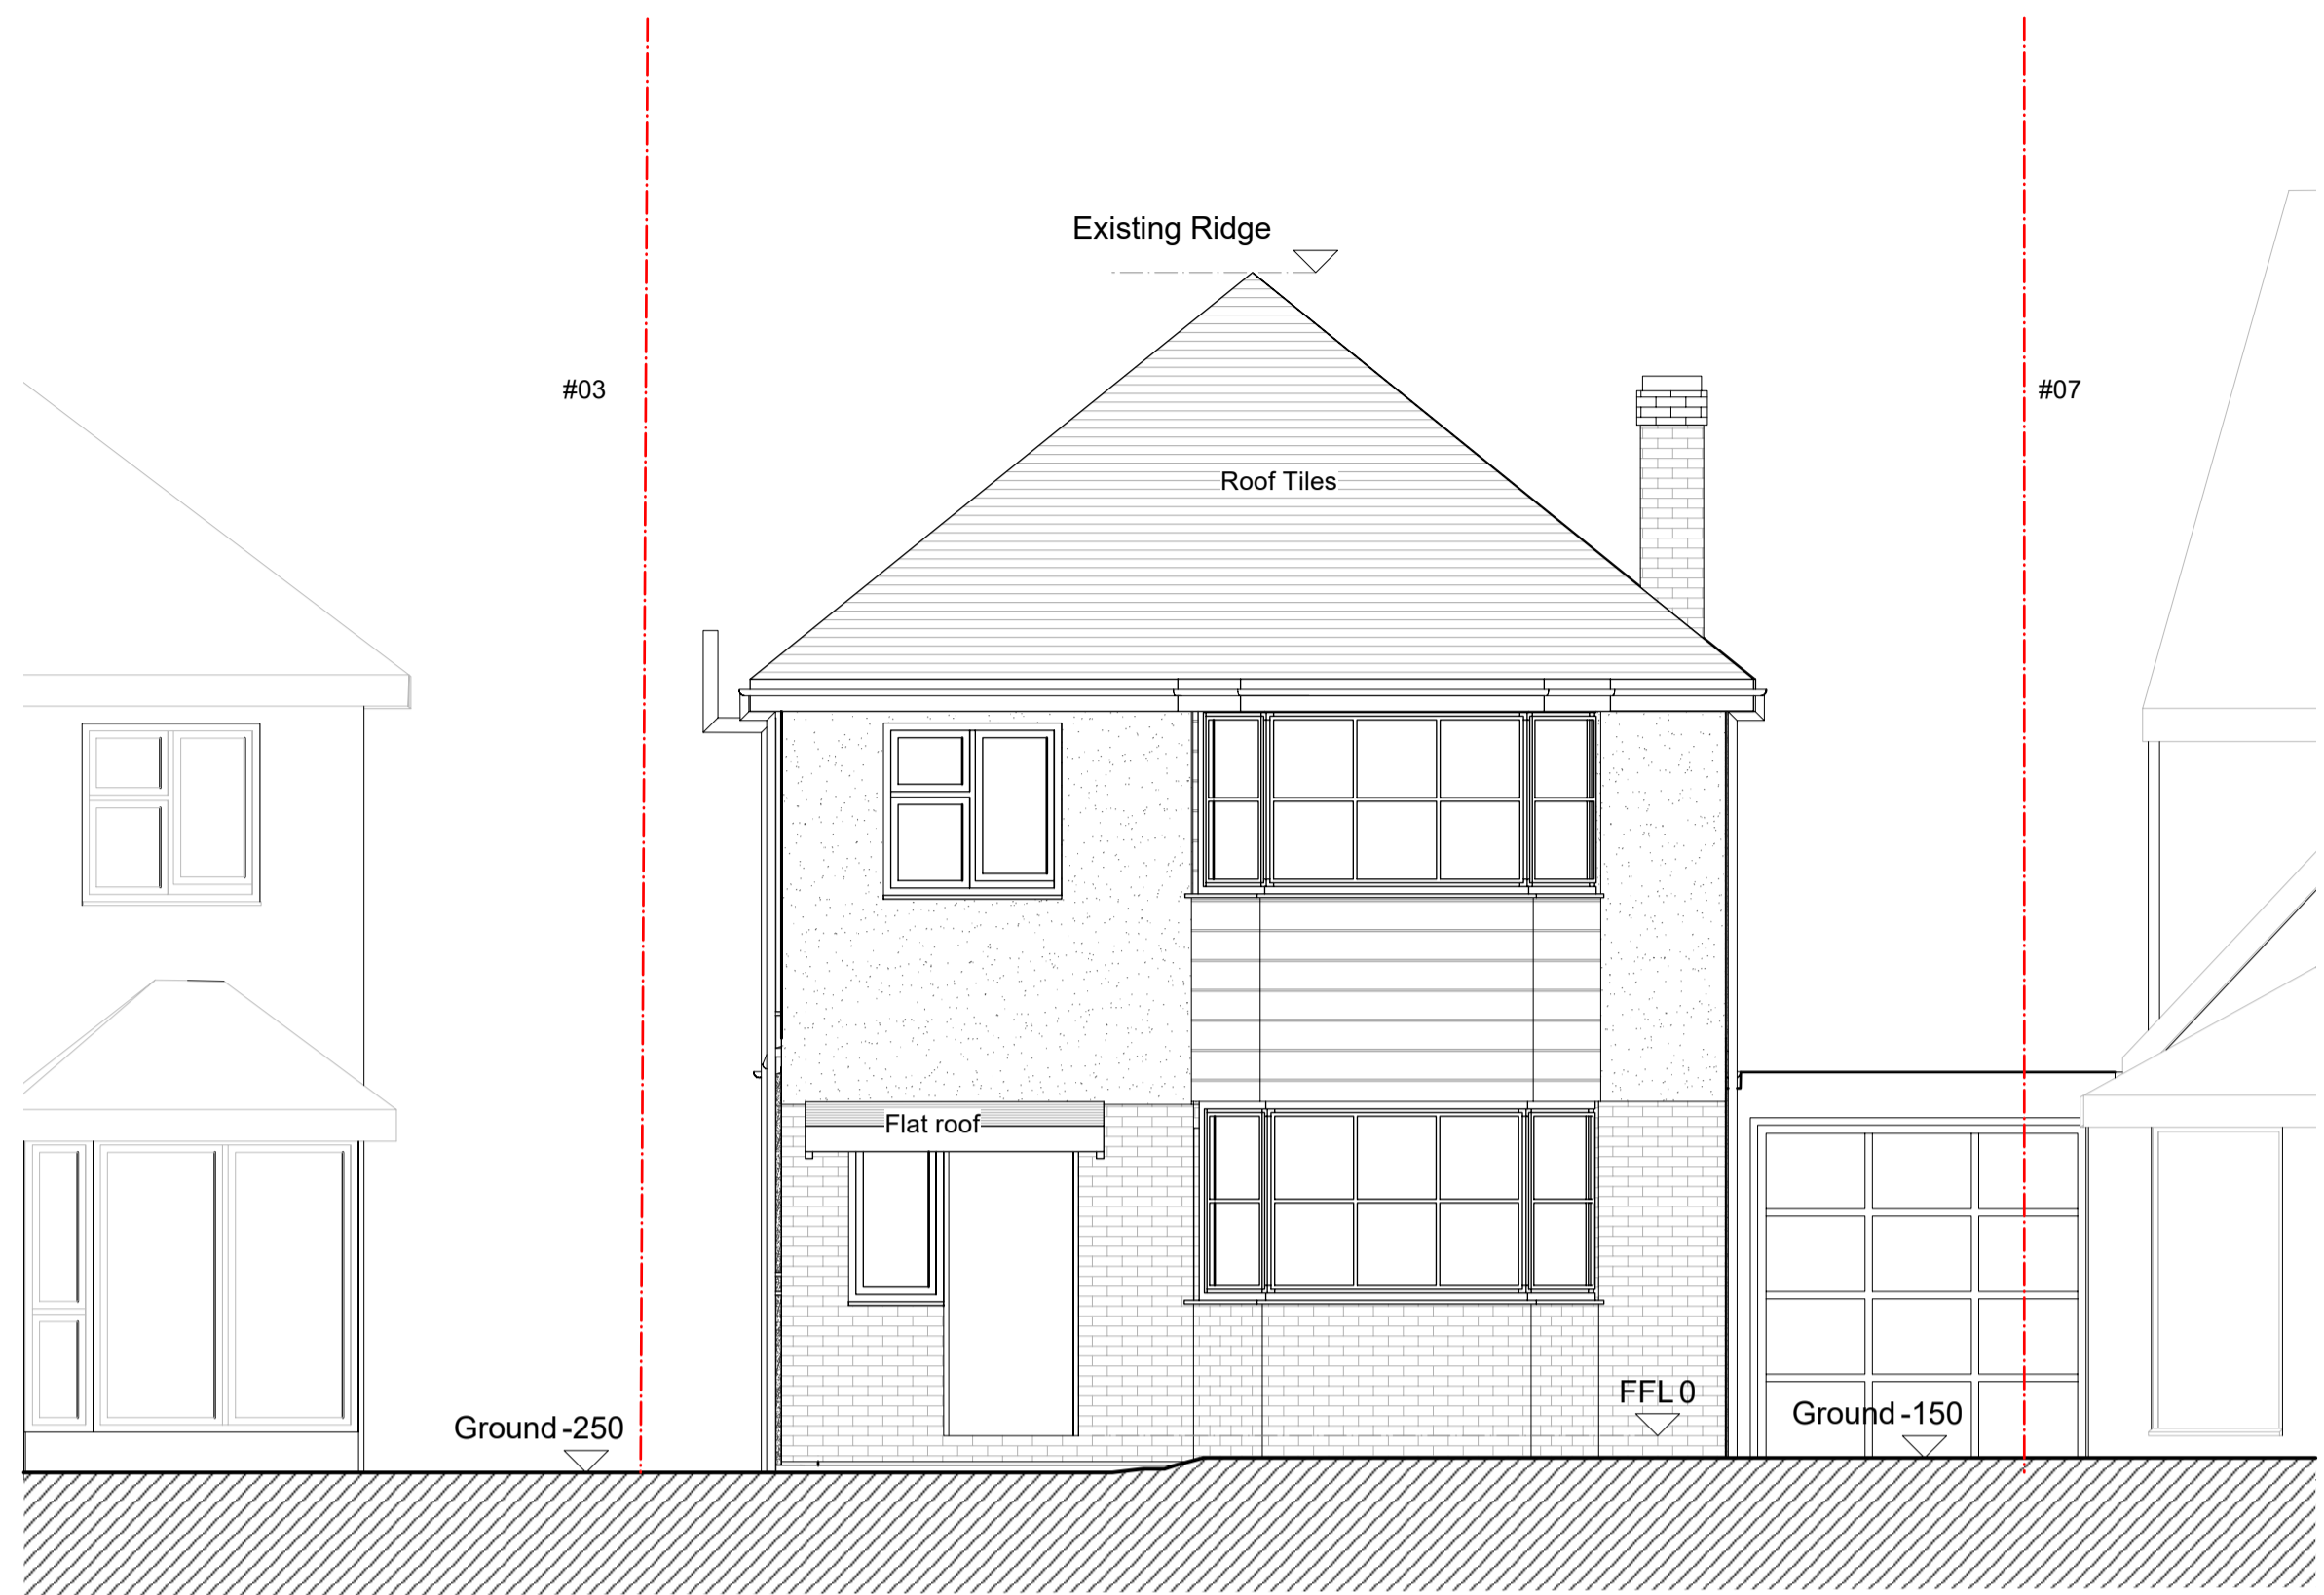 Existing Ridge
#03
#07
Roof Tiles
Flat roof
FFL 0
Ground -150
Ground -250